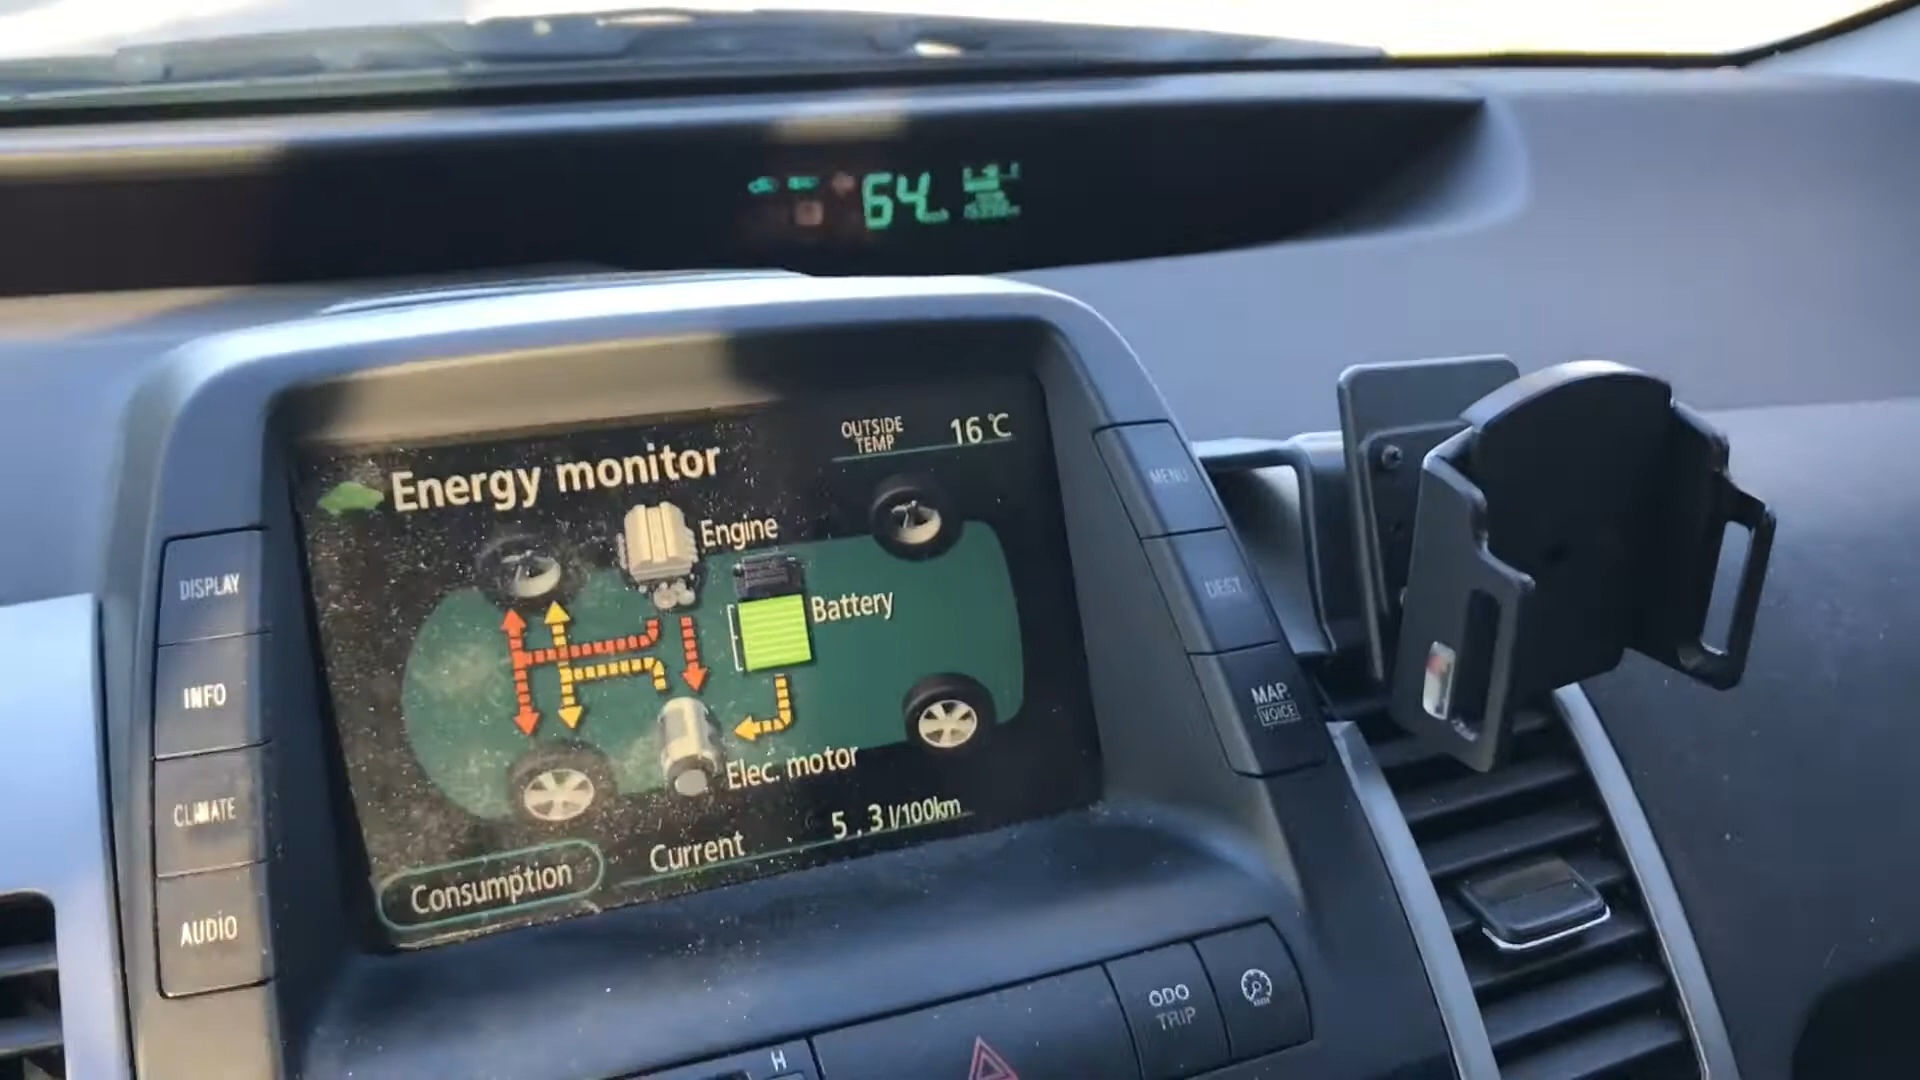 64
OUTSIDE
TEMP
16°C
Energy monitor
Engine
Battery
Elec. motor
Current
5.3 l/100km
Consumption
DISPLAY
INFO
CLIMATE
AUDIO
MENU
DEST
MAP
VOICE
ODO
TRIP
H